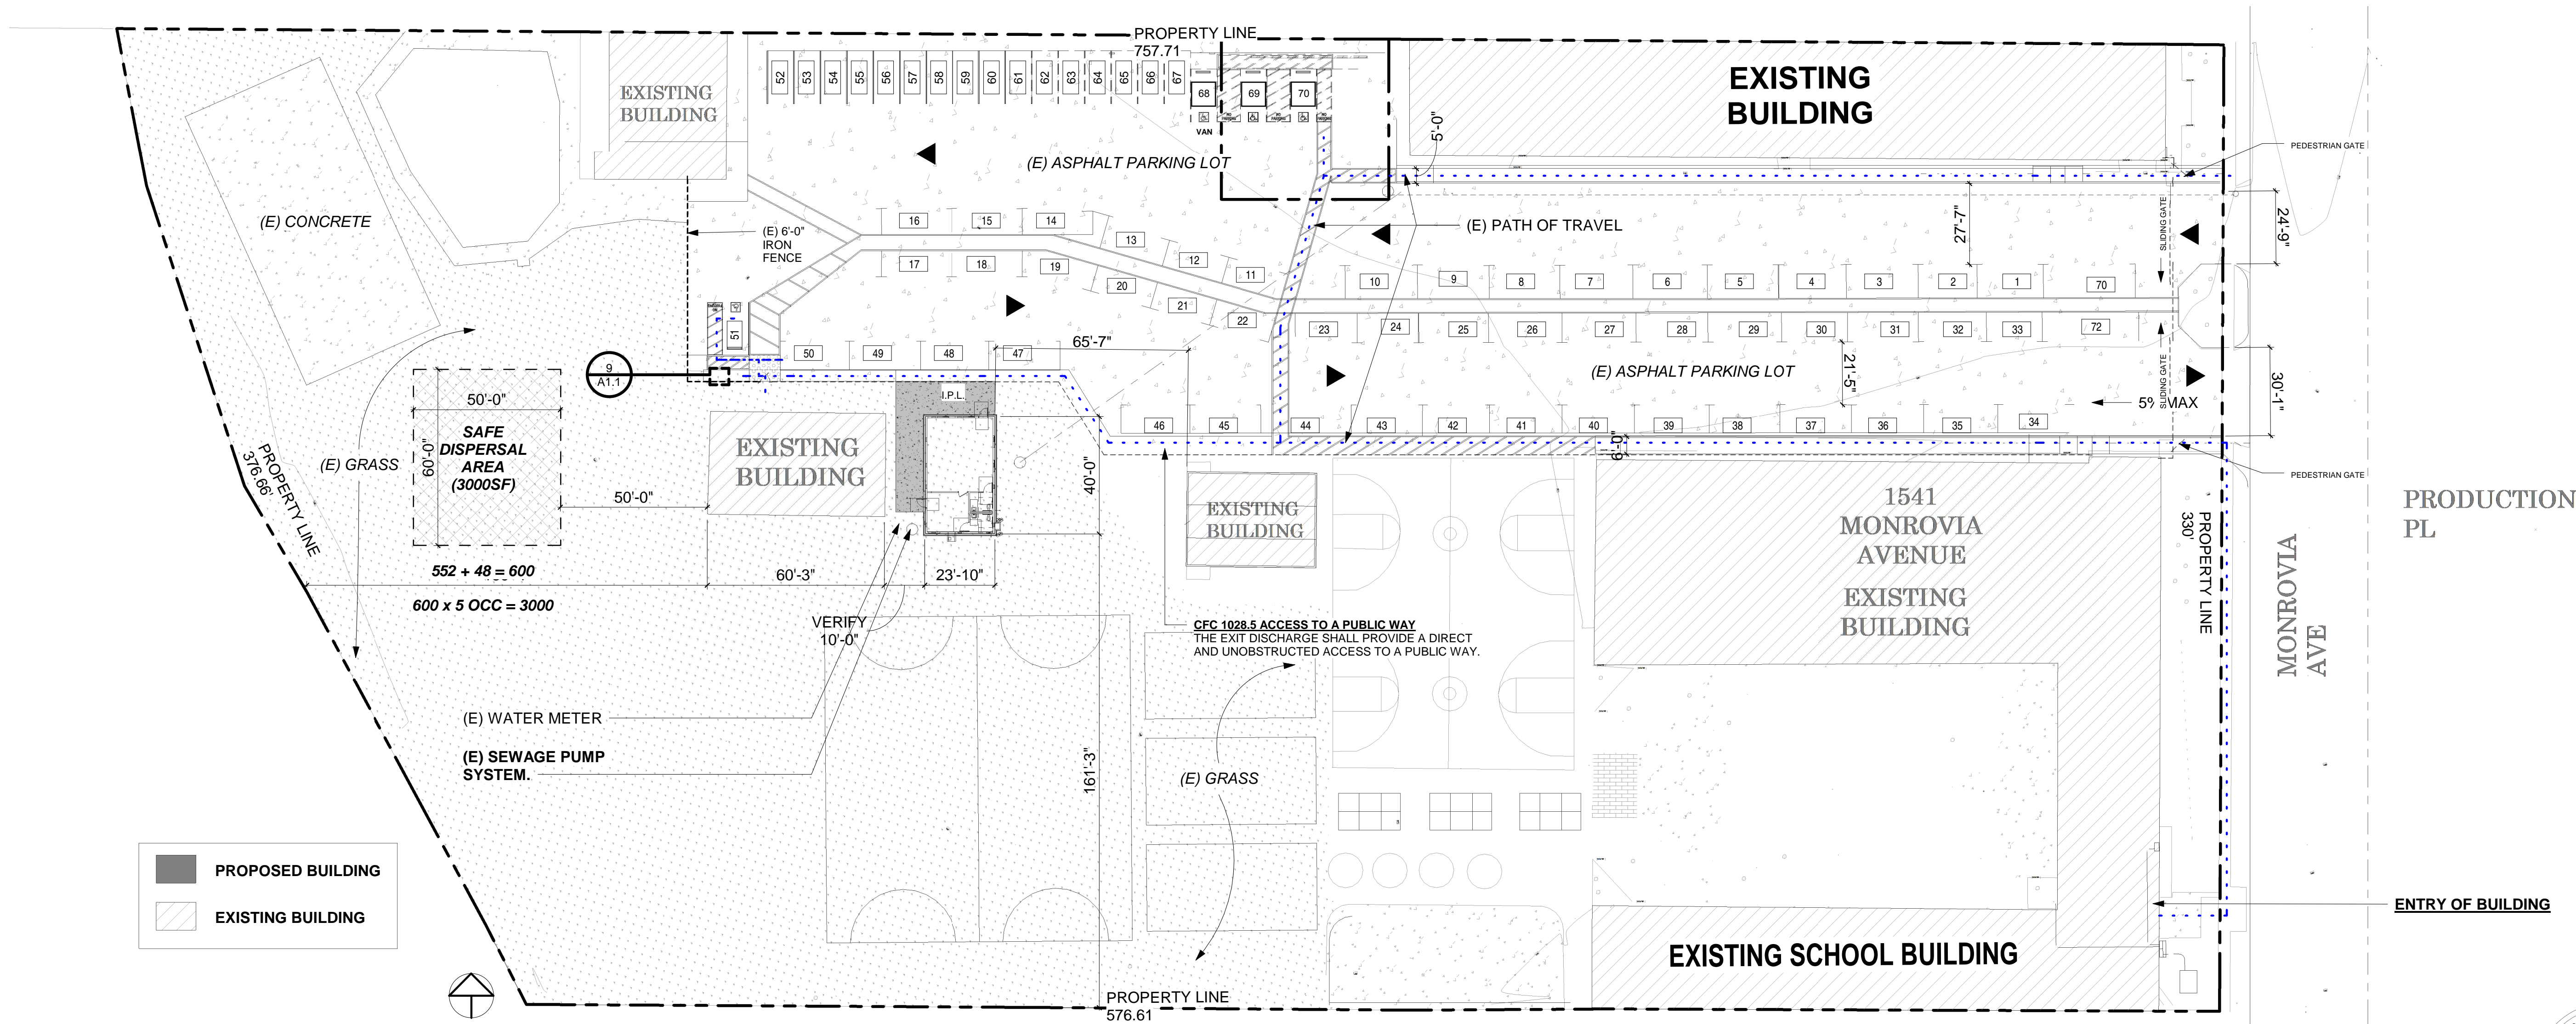 PROPERTY LINE
757.71
52
53
54
55
56
57
58
59
60
61
62
63
64
65
66
67
68
69
70
VAN
EXISTING
BUILDING
EXISTING
BUILDING
(E) ASPHALT PARKING LOT
5'-0"
PEDESTRIAN GATE
(E) CONCRETE
(E) 6'-0"
IRON
FENCE
16
15
14
13
12
11
17
18
19
20
21
22
(E) PATH OF TRAVEL
27'-7"
SLIDING GATE
24'-9"
10
9
8
7
6
5
4
3
2
1
70
23
24
25
26
27
28
29
30
31
32
33
72
51
50
49
48
47
65'-7"
(E) ASPHALT PARKING LOT
21'-5"
SLIDING GATE
30'-1"
5% MAX
9
A1.1
I.P.L.
46
45
44
43
42
41
40
39
38
37
36
35
34
6'-0"
PEDESTRIAN GATE
50'-0"
60'-0"
SAFE
DISPERSAL
AREA
(3000SF)
(E) GRASS
PROPERTY LINE
376.66'
50'-0"
EXISTING
BUILDING
40'-0"
EXISTING
BUILDING
1541
MONROVIA
AVENUE
EXISTING
BUILDING
PROPERTY LINE
330'
PRODUCTION
PL
MONROVIA
AVE
552 + 48 = 600
600 x 5 OCC = 3000
60'-3"
23'-10"
VERIFY
10'-0"
CFC 1028.5 ACCESS TO A PUBLIC WAY
THE EXIT DISCHARGE SHALL PROVIDE A DIRECT
AND UNOBSTRUCTED ACCESS TO A PUBLIC WAY.
(E) WATER METER
(E) SEWAGE PUMP
SYSTEM.
161'-3"
(E) GRASS
PROPOSED BUILDING
EXISTING BUILDING
ENTRY OF BUILDING
EXISTING SCHOOL BUILDING
PROPERTY LINE
576.61